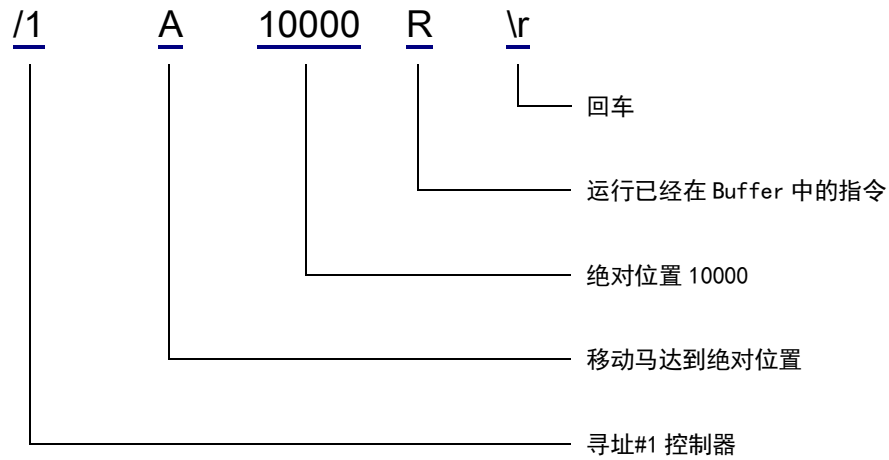 /1 A 10000 R \r
回车
运行已经在 Buffer 中的指令
绝对位置 10000
移动马达到绝对位置
寻址#1 控制器